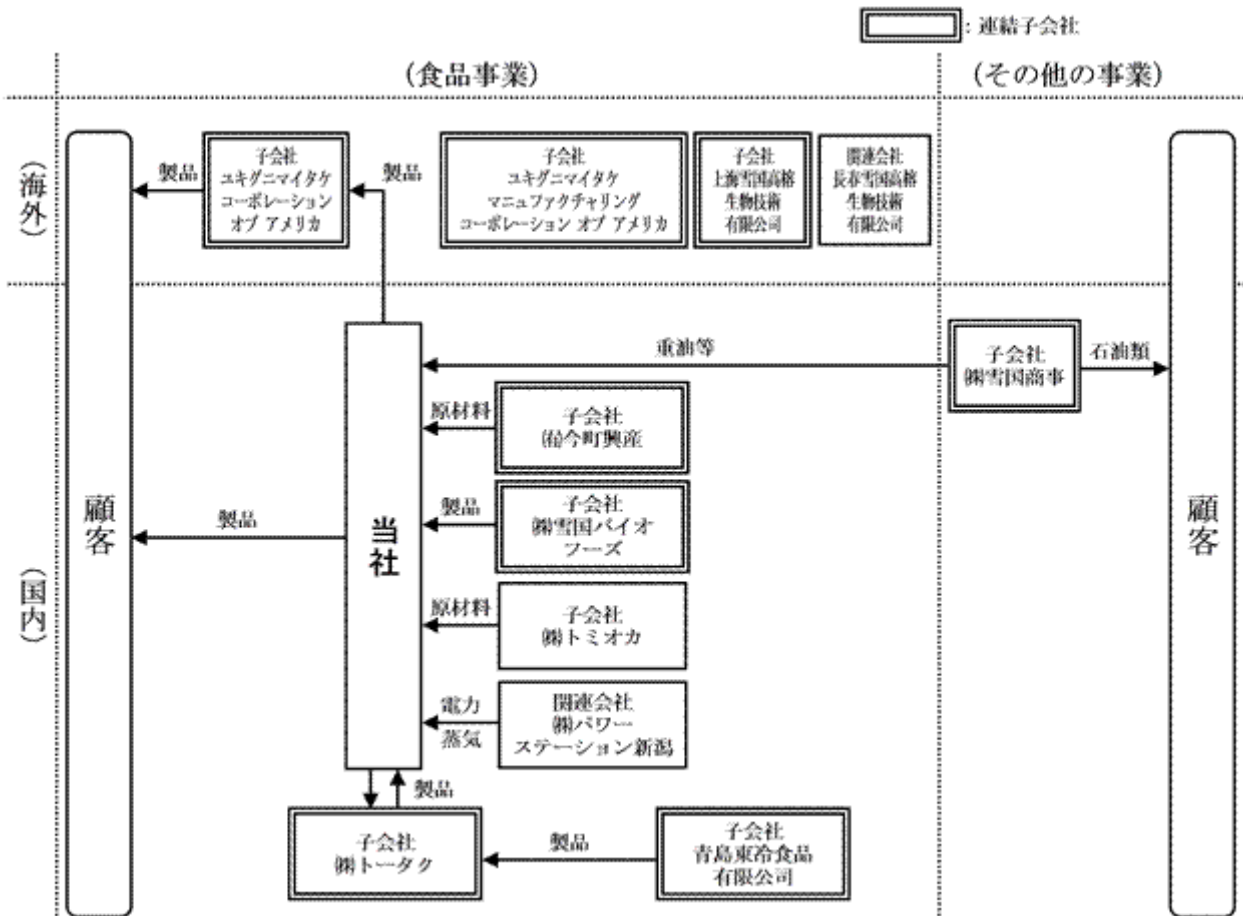 ：連結子会社
（食品事業）
（その他の事業）
（海外）
製品
子会社
ユキグニマイタケ
コーポレーション
オブ アメリカ
製品
子会社
ユキグニマイタケ
マニュファクチャリング
コーポレーション オブ アメリカ
子会社
上海雪国高榕
生物技術
有限公司
関連会社
長春雪国高榕
生物技術
有限公司
（国内）
顧客
製品
当社
重油等
子会社
㈱雪国商事
石油類
顧客
原材料
子会社
㈲今町興産
製品
子会社
㈱雪国バイオ
フーズ
原材料
子会社
㈱トミオカ
電力
蒸気
関連会社
㈱パワー
ステーション新潟
製品
子会社
㈱トータク
製品
子会社
青島東冷食品
有限公司